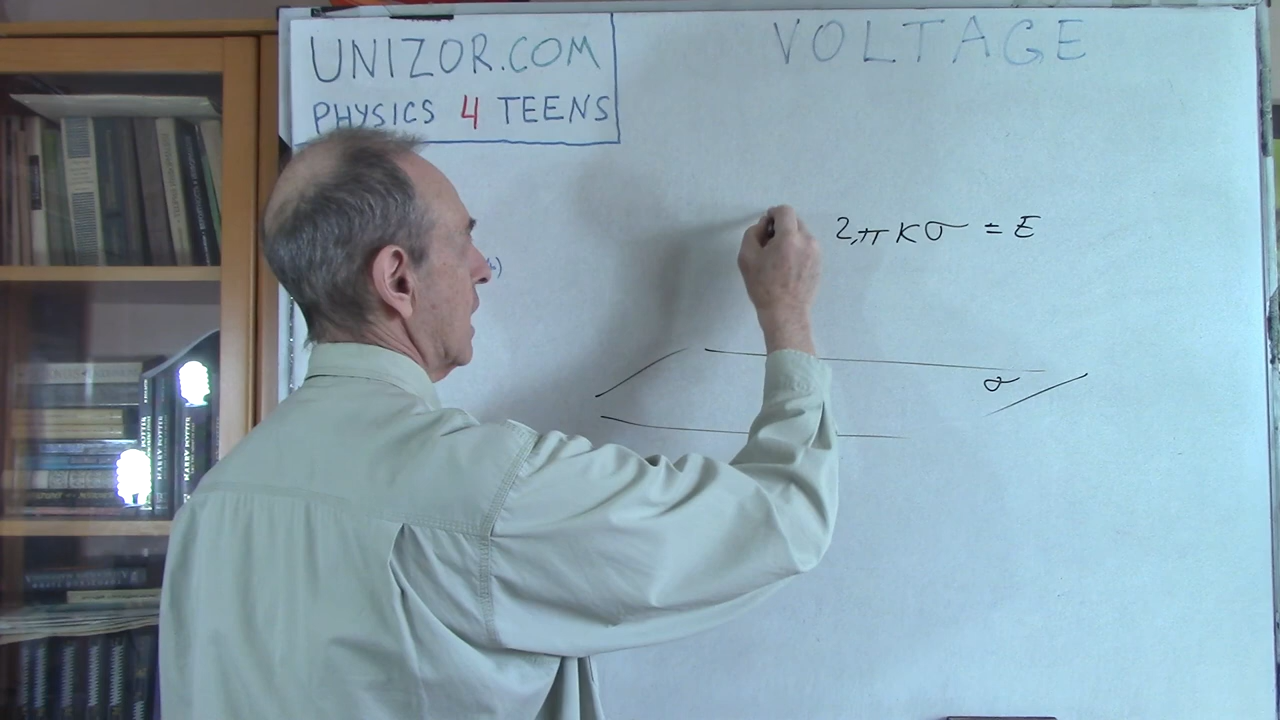 UNIZOR.COM
PHYSICS 4 TEENS
VOLTAGE
2πkσ = E
σ